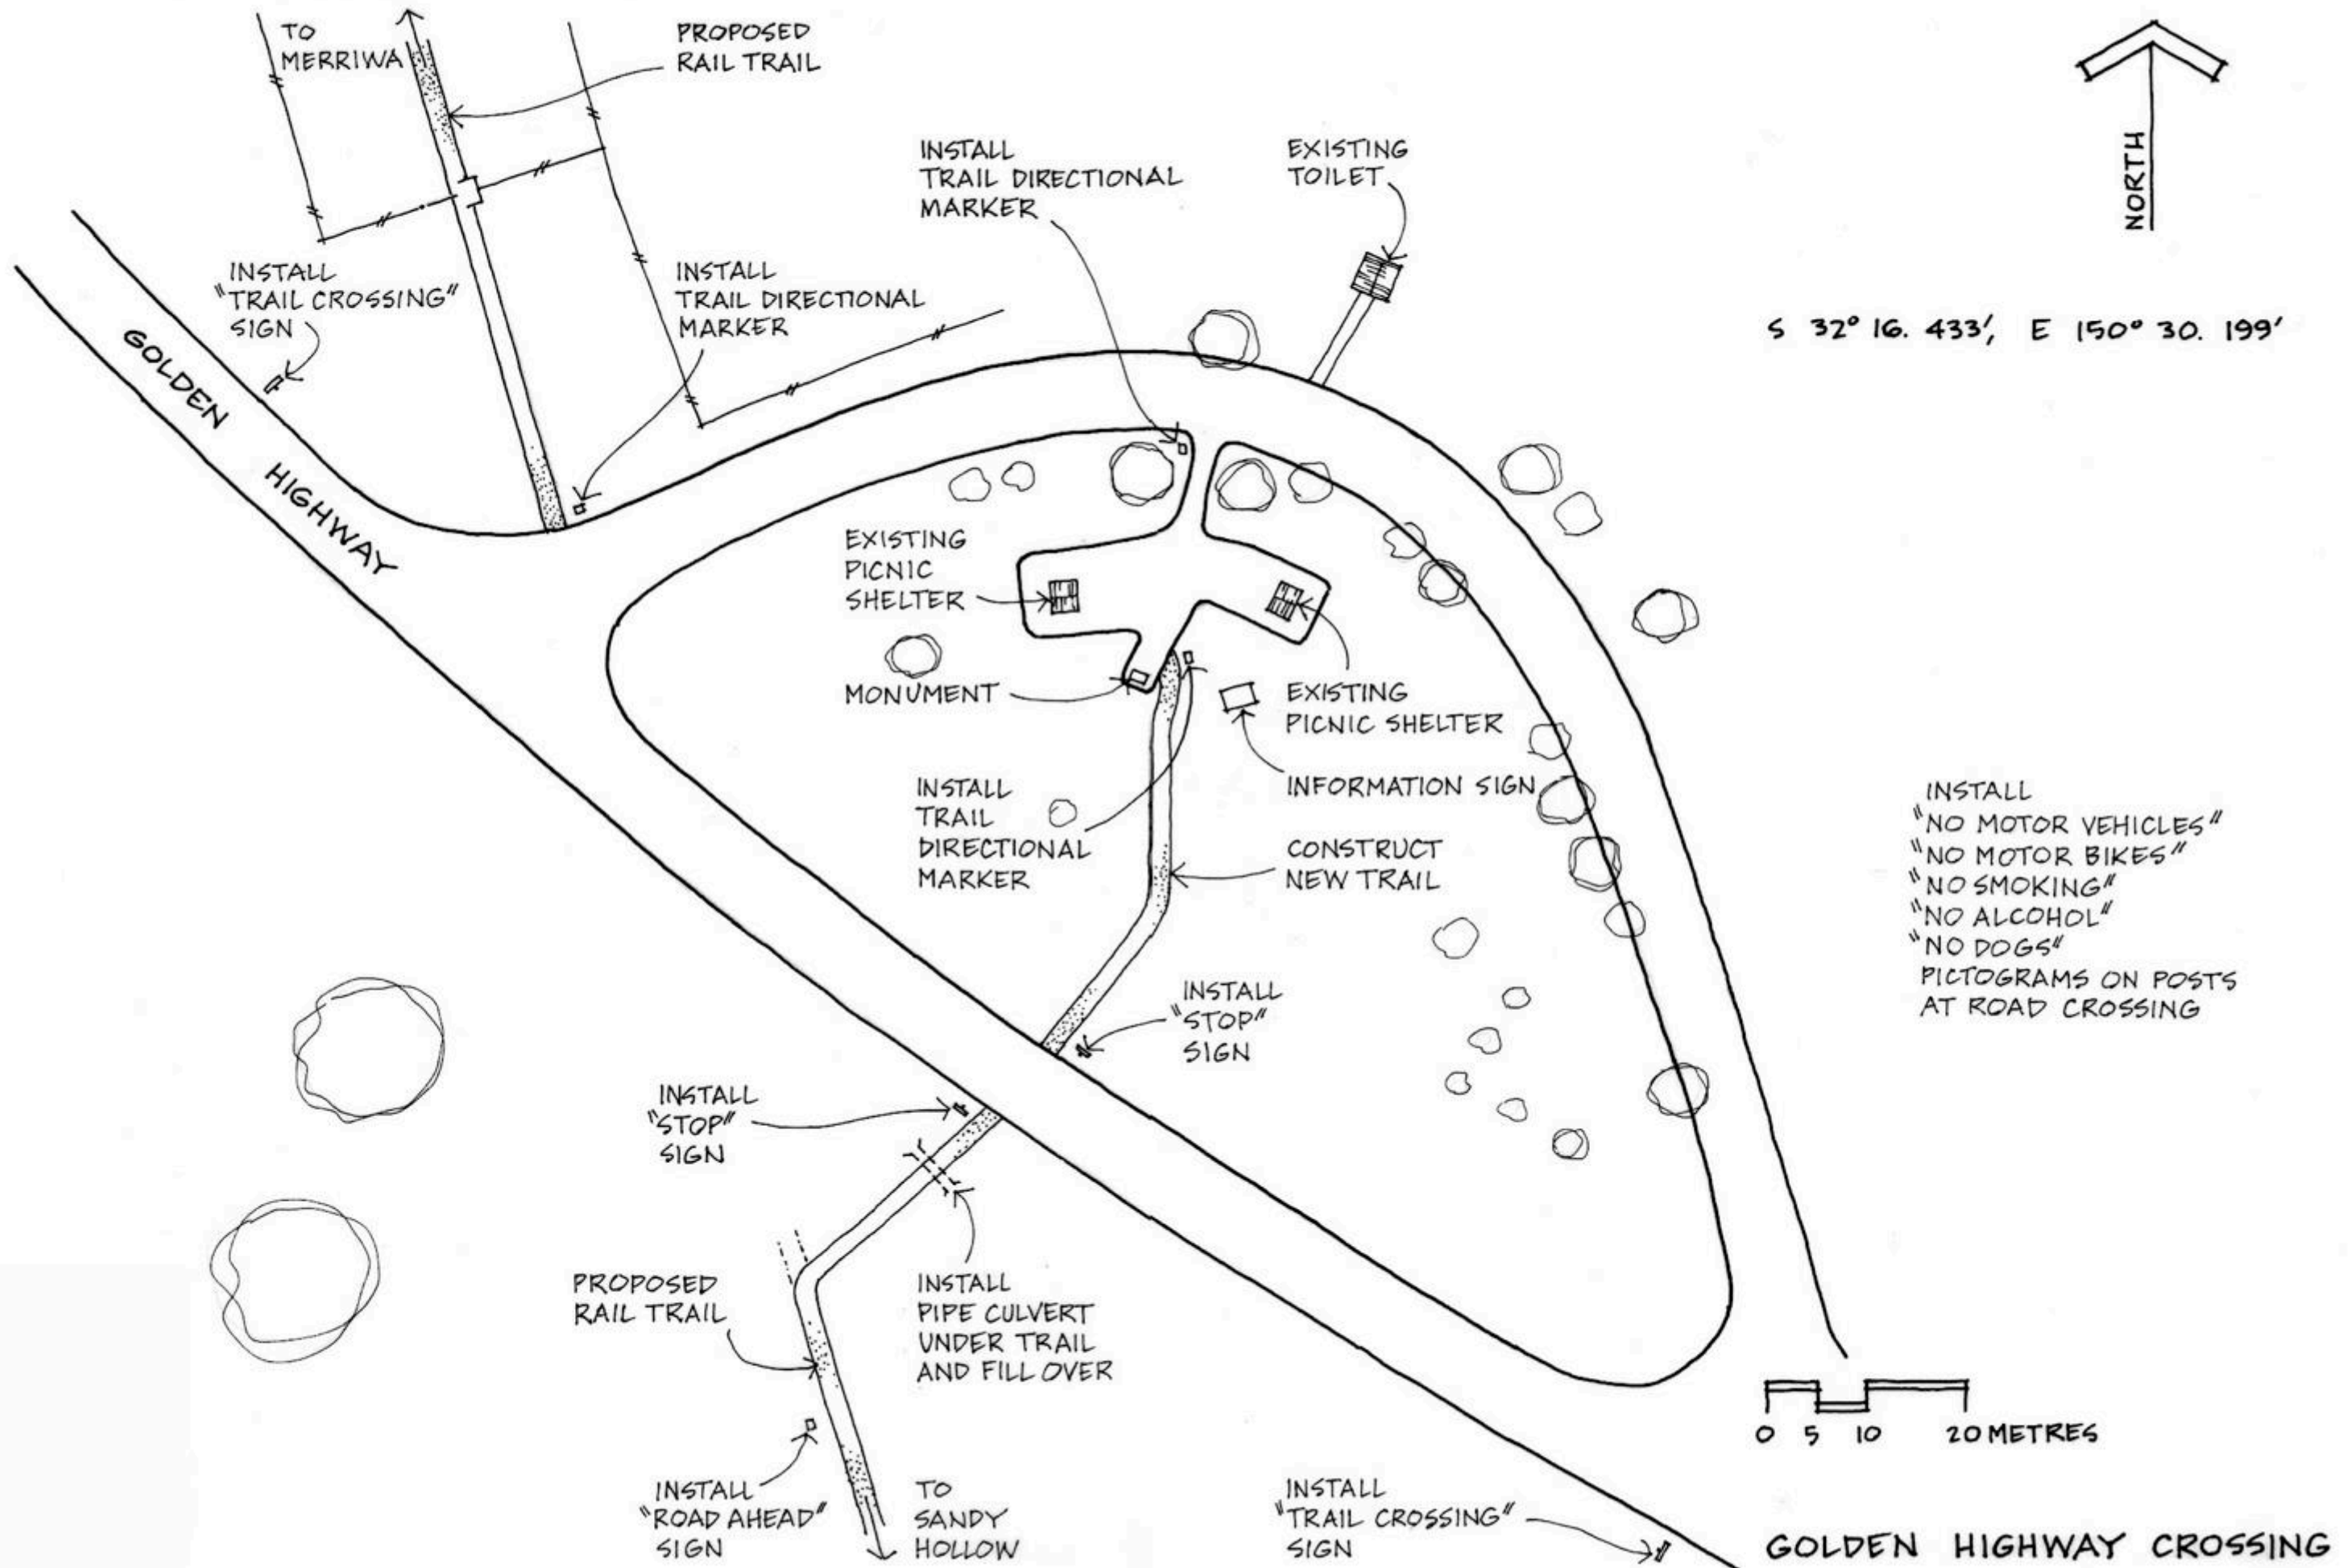 TO
MERRIWA
PROPOSED
RAIL TRAIL
INSTALL
TRAIL DIRECTIONAL
MARKER
EXISTING
TOILET
NORTH
INSTALL
"TRAIL CROSSING"
SIGN
INSTALL
TRAIL DIRECTIONAL
MARKER
S 32° 16. 433', E 150° 30. 199'
GOLDEN HIGHWAY
EXISTING
PICNIC
SHELTER
MONUMENT
EXISTING
PICNIC SHELTER
INFORMATION SIGN
INSTALL
TRAIL
DIRECTIONAL
MARKER
CONSTRUCT
NEW TRAIL
INSTALL
"NO MOTOR VEHICLES"
"NO MOTOR BIKES"
"NO SMOKING"
"NO ALCOHOL"
"NO DOGS"
PICTOGRAMS ON POSTS
AT ROAD CROSSING
INSTALL
"STOP"
SIGN
INSTALL
"STOP"
SIGN
PROPOSED
RAIL TRAIL
INSTALL
PIPE CULVERT
UNDER TRAIL
AND FILL OVER
INSTALL
"ROAD AHEAD"
SIGN
TO
SANDY
HOLLOW
INSTALL
"TRAIL CROSSING"
SIGN
0 5 10 20 METRES
GOLDEN HIGHWAY CROSSING